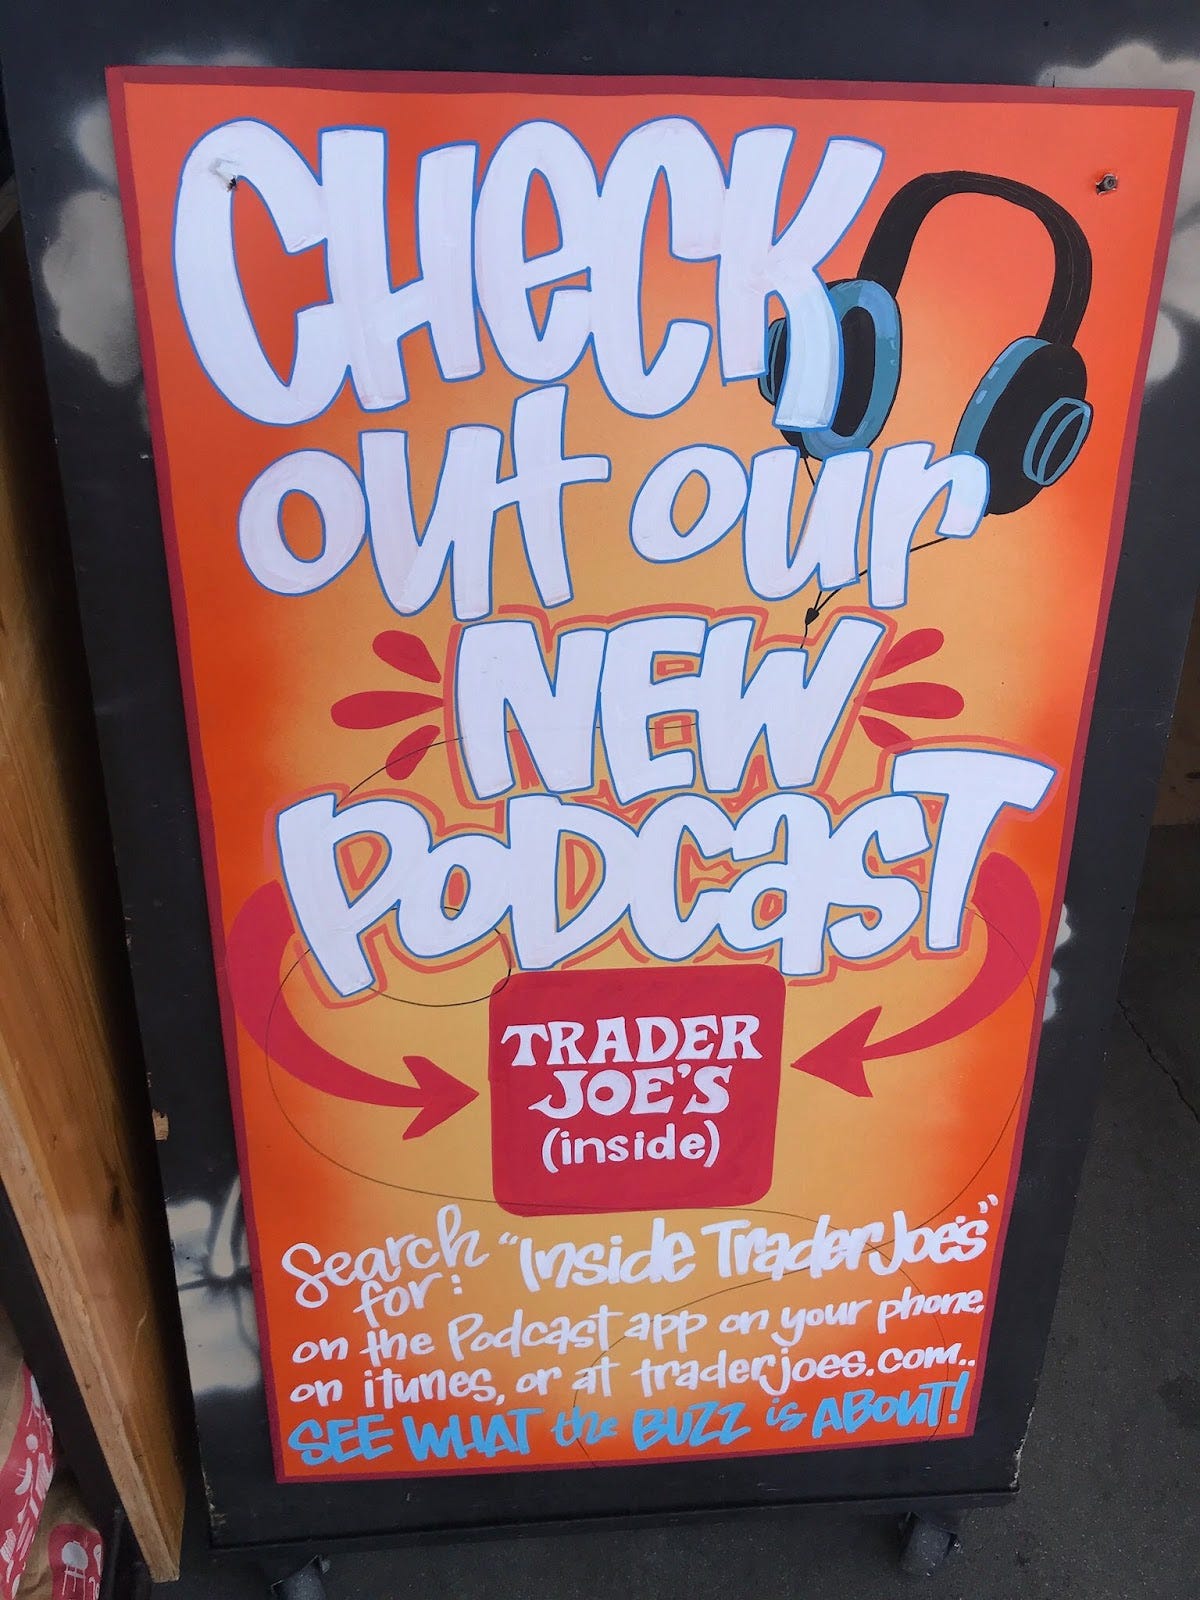 CHECK
OUT OUR
NEW
PODCAST
TRADER
JOE'S
(inside)
Search for: "Inside Trader Joe's"
on the Podcast app on your phone,
on itunes, or at traderjoes.com..
SEE WHAT the BUZZ is ABOUT!